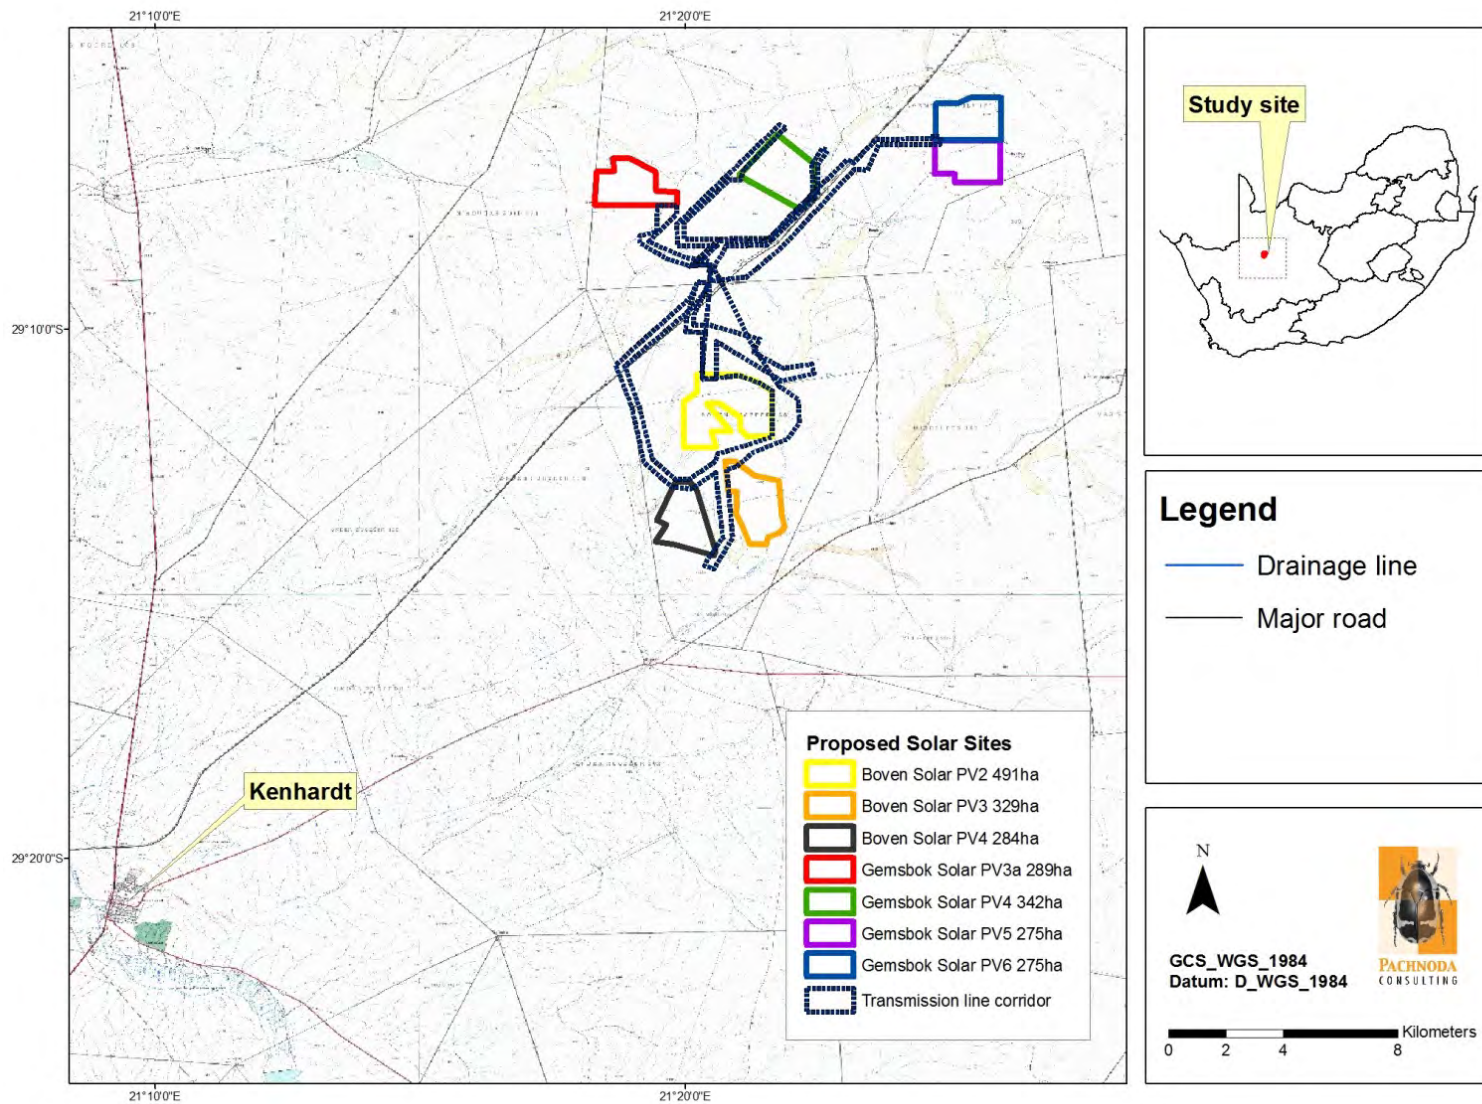 21°10'0"E
21°20'0"E
29°10'0"S
29°20'0"S
Kenhardt
Proposed Solar Sites
Boven Solar PV2 491ha
Boven Solar PV3 329ha
Boven Solar PV4 284ha
Gemsbok Solar PV3a 289ha
Gemsbok Solar PV4 342ha
Gemsbok Solar PV5 275ha
Gemsbok Solar PV6 275ha
Transmission line corridor
21°10'0"E
21°20'0"E
Study site
Legend
Drainage line
Major road
N
GCS_WGS_1984
Datum: D_WGS_1984
PACHNODA
CONSULTING
Kilometers
0 2 4 8